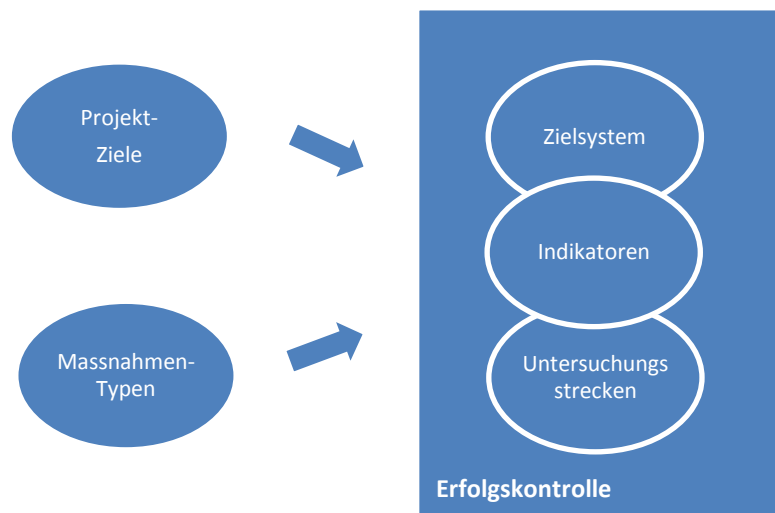 Projekt-
Ziele
Massnahmen-
Typen
Zielsystem
Indikatoren
Untersuchungs
strecken
Erfolgskontrolle